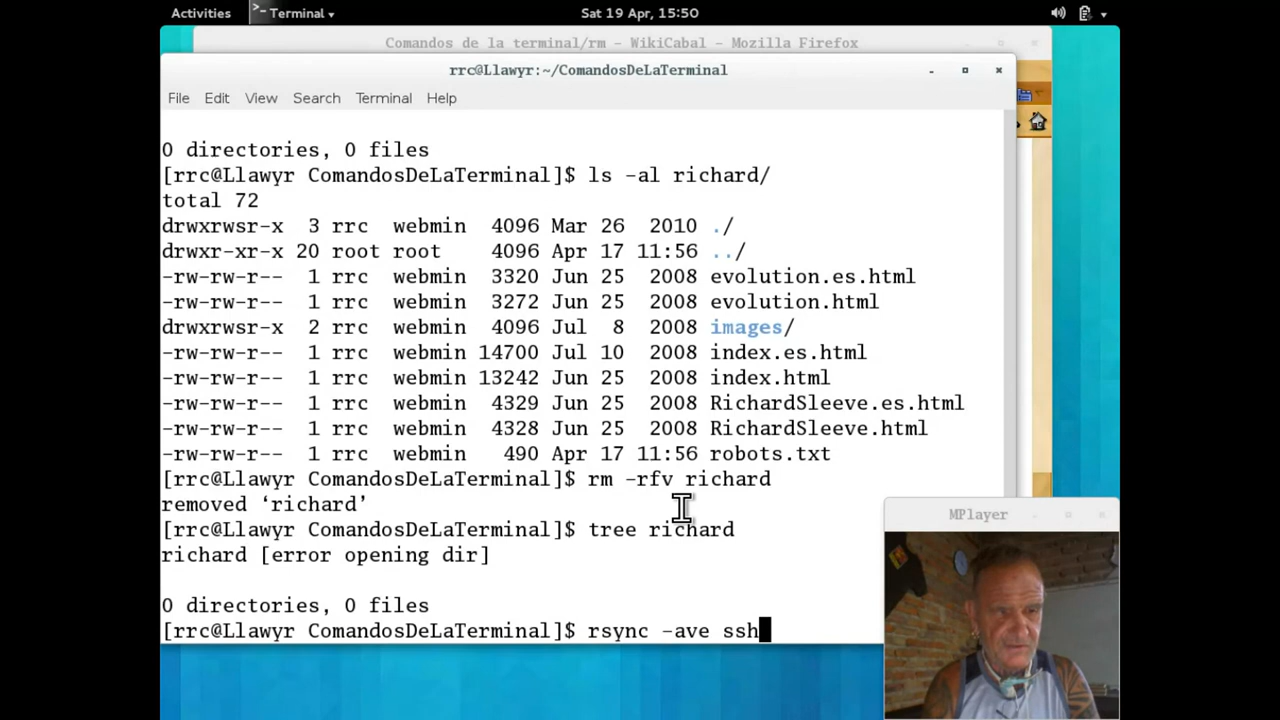 Activities Terminal Sat 19 Apr, 15:50
Comandos de la terminal/rm - WikiCabal - Mozilla Firefox
rrc@Llawyr:~/ComandosDeLaTerminal
File Edit View Search Terminal Help
0 directories, 0 files
[rrc@Llawyr ComandosDeLaTerminal]$ ls -al richard/
total 72
drwxrwsr-x 3 rrc webmin 4096 Mar 26 2010 ./
drwxr-xr-x 20 root root 4096 Apr 17 11:56 ../
-rw-rw-r-- 1 rrc webmin 3320 Jun 25 2008 evolution.es.html
-rw-rw-r-- 1 rrc webmin 3272 Jun 25 2008 evolution.html
drwxrwsr-x 2 rrc webmin 4096 Jul 8 2008 images/
-rw-rw-r-- 1 rrc webmin 14700 Jul 10 2008 index.es.html
-rw-rw-r-- 1 rrc webmin 13242 Jun 25 2008 index.html
-rw-rw-r-- 1 rrc webmin 4329 Jun 25 2008 RichardSleeve.es.html
-rw-rw-r-- 1 rrc webmin 4328 Jun 25 2008 RichardSleeve.html
-rw-rw-r-- 1 rrc webmin 490 Apr 17 11:56 robots.txt
[rrc@Llawyr ComandosDeLaTerminal]$ rm -rfv richard
removed ‘richard’
[rrc@Llawyr ComandosDeLaTerminal]$ tree richard
richard [error opening dir]
0 directories, 0 files
[rrc@Llawyr ComandosDeLaTerminal]$ rsync -ave ssh
MPlayer